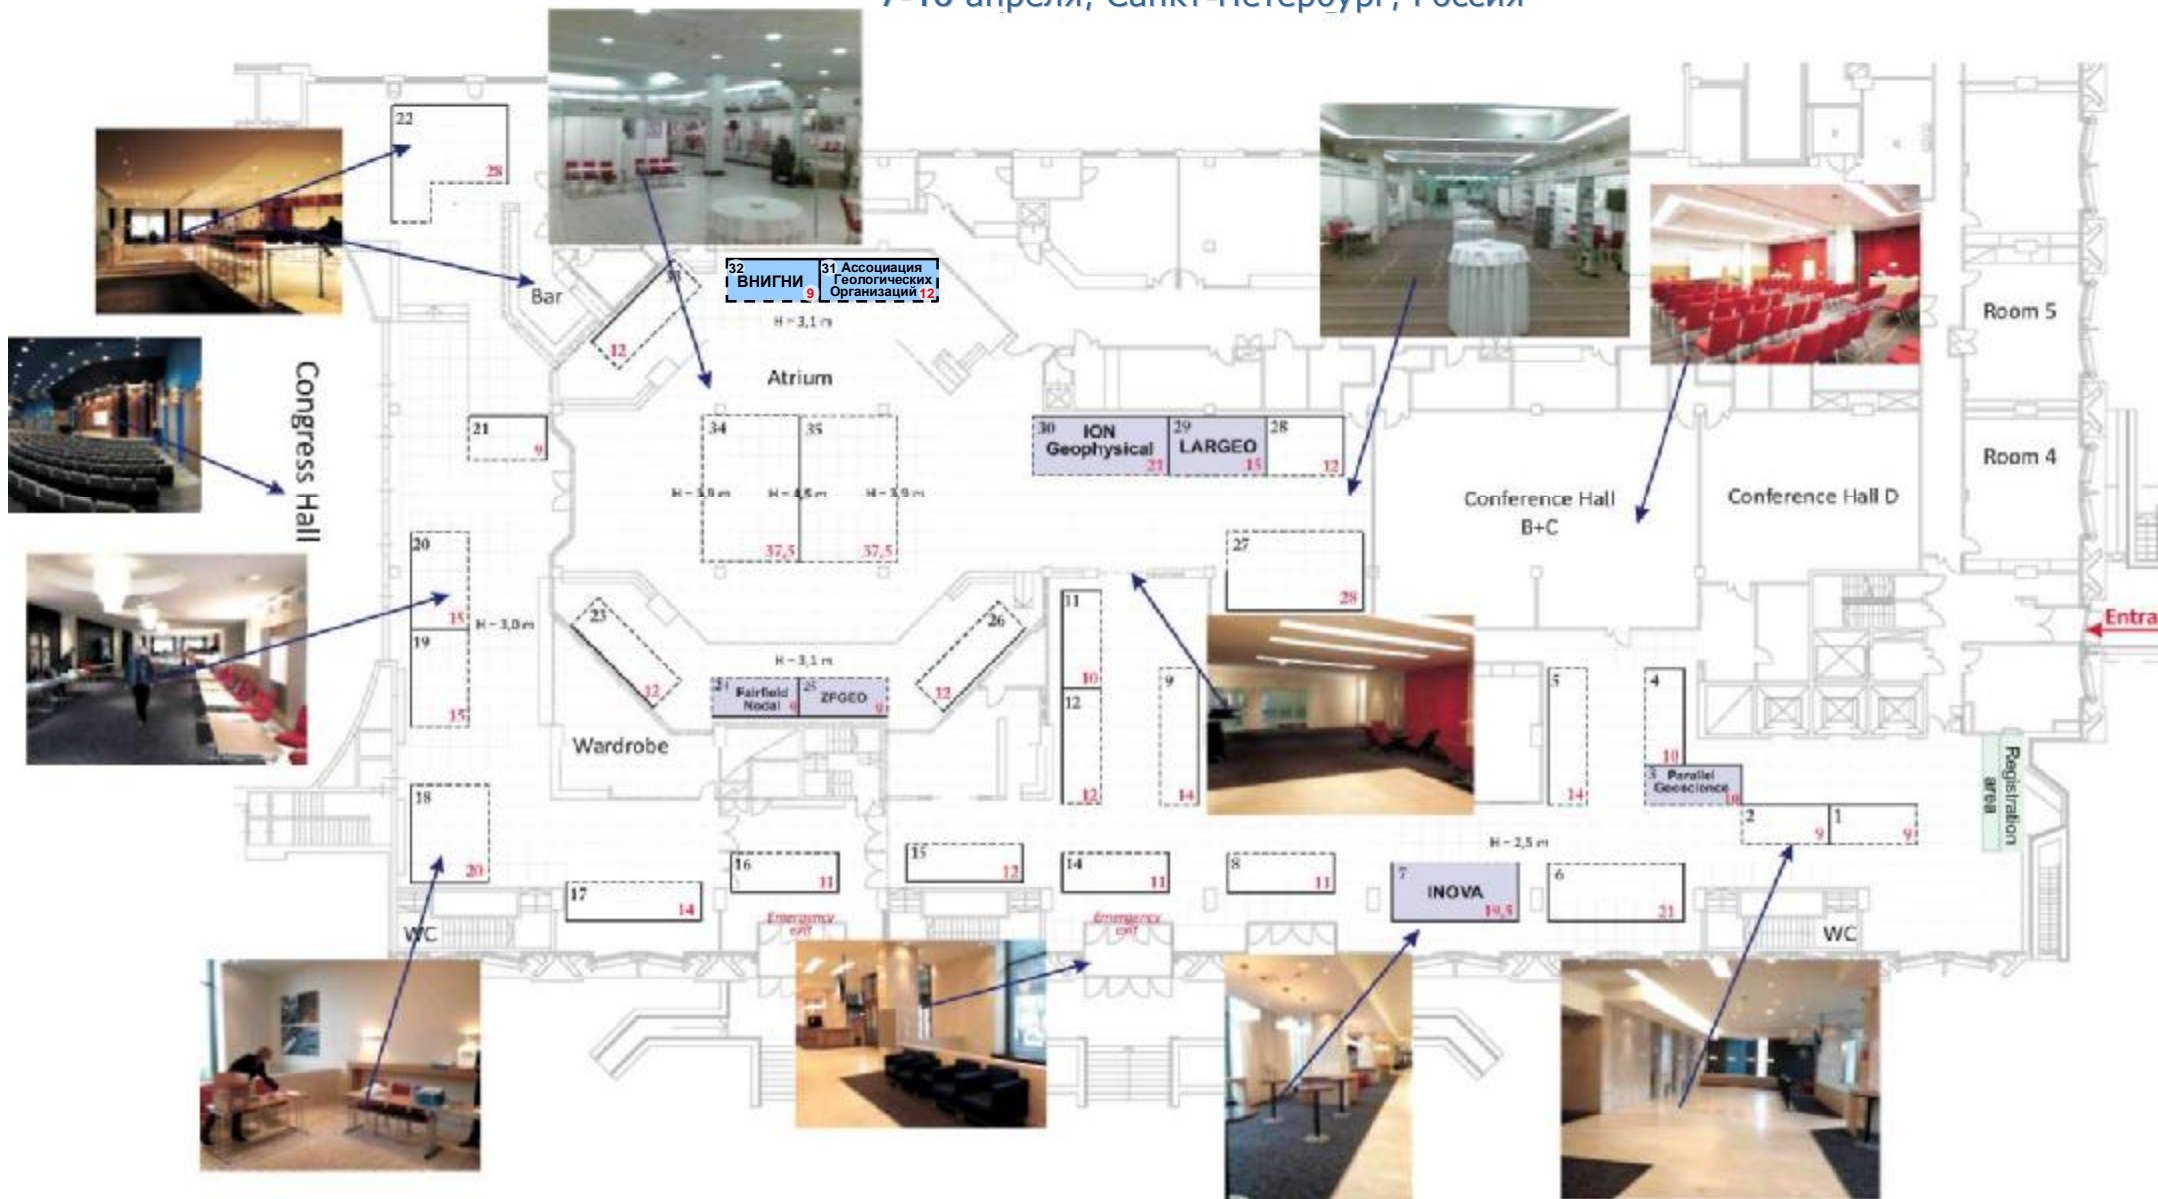 7-10 апреля, Санкт-Петербург, Россия
22
28
Bar
32
ВНИГНИ
9
31 Ассоциация
Геологических
Организаций 12
H = 3,1 m
12
Atrium
Congress Hall
21
9
34
37,5
35
37,5
H = 3,9 m
H = 4,5 m
H = 3,9 m
30 ION
Geophysical
21
29
LARGEO
15
28
12
Conference Hall
B+C
Conference Hall D
Room 5
Room 4
20
15
19
15
H = 3,0 m
23
12
H = 3,1 m
26
12
24 Fairfield
Nodal 9
25
ZFGEO
9
Wardrobe
27
28
11
10
12
12
9
14
5
14
4
10
3 Parallel
Geoscience
10
2
9
1
9
Entra
Registration
area
H = 2,5 m
18
20
17
14
16
11
15
12
14
11
8
11
7
INOVA
19,5
6
21
WC
Emergency
exit
Emergency
exit
WC